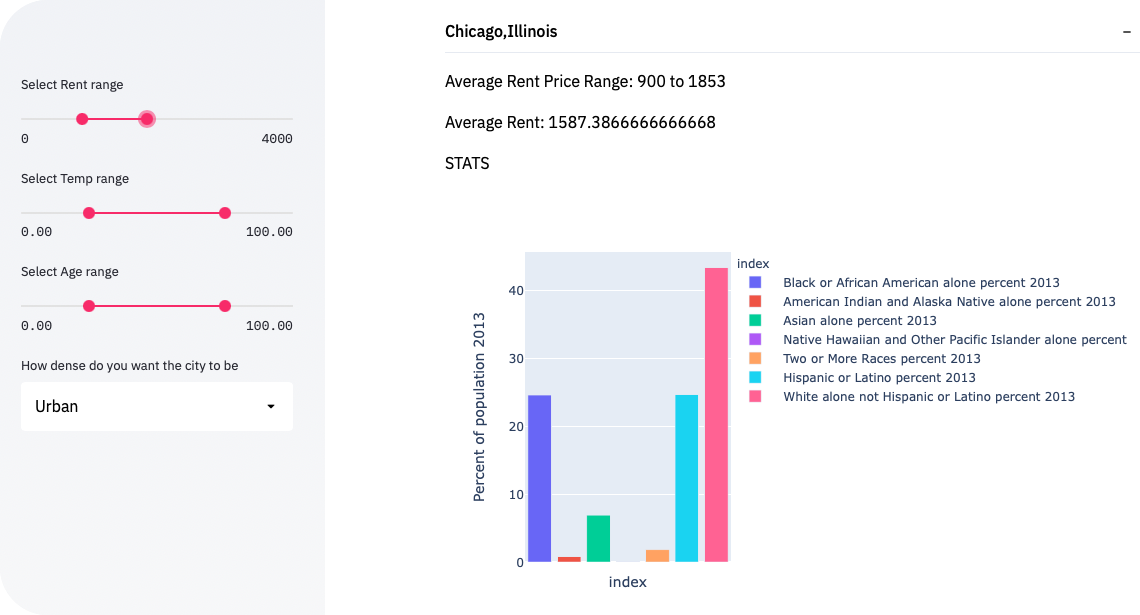 Select Rent range
0 4000
Select Temp range
0.00 100.00
Select Age range
0.00 100.00
How dense do you want the city to be
Urban
Chicago,Illinois
Average Rent Price Range: 900 to 1853
Average Rent: 1587.3866666666668
STATS
Percent of population 2013
40
30
20
10
0
index
index
Black or African American alone percent 2013
American Indian and Alaska Native alone percent 2013
Asian alone percent 2013
Native Hawaiian and Other Pacific Islander alone percent
Two or More Races percent 2013
Hispanic or Latino percent 2013
White alone not Hispanic or Latino percent 2013